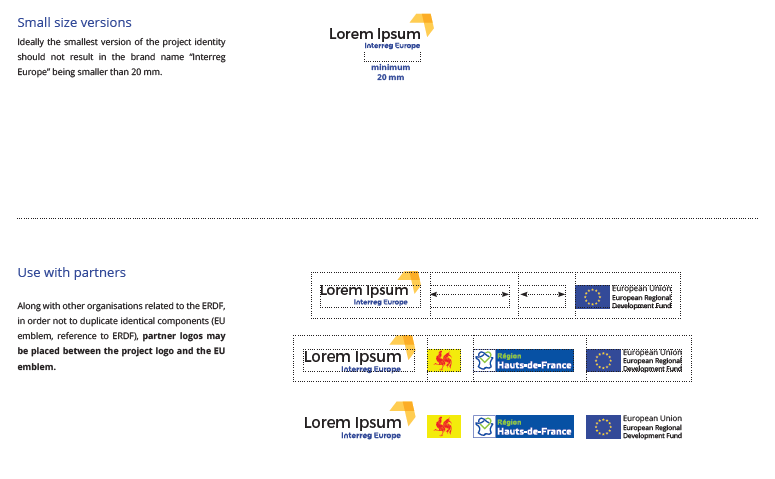 Small size versions
Ideally the smallest version of the project identity
should not result in the brand name “Interreg
Europe” being smaller than 20 mm.
Lorem Ipsum
Interreg Europe
minimum
20 mm
Use with partners
Along with other organisations related to the ERDF,
in order not to duplicate identical components (EU
emblem, reference to ERDF), partner logos may
be placed between the project logo and the EU
emblem.
Lorem Ipsum
Interreg Europe
European Union
European Regional
Development Fund
Lorem Ipsum
Interreg Europe
Région
Hauts-de-France
European Union
European Regional
Development Fund
Lorem Ipsum
Interreg Europe
Région
Hauts-de-France
European Union
European Regional
Development Fund